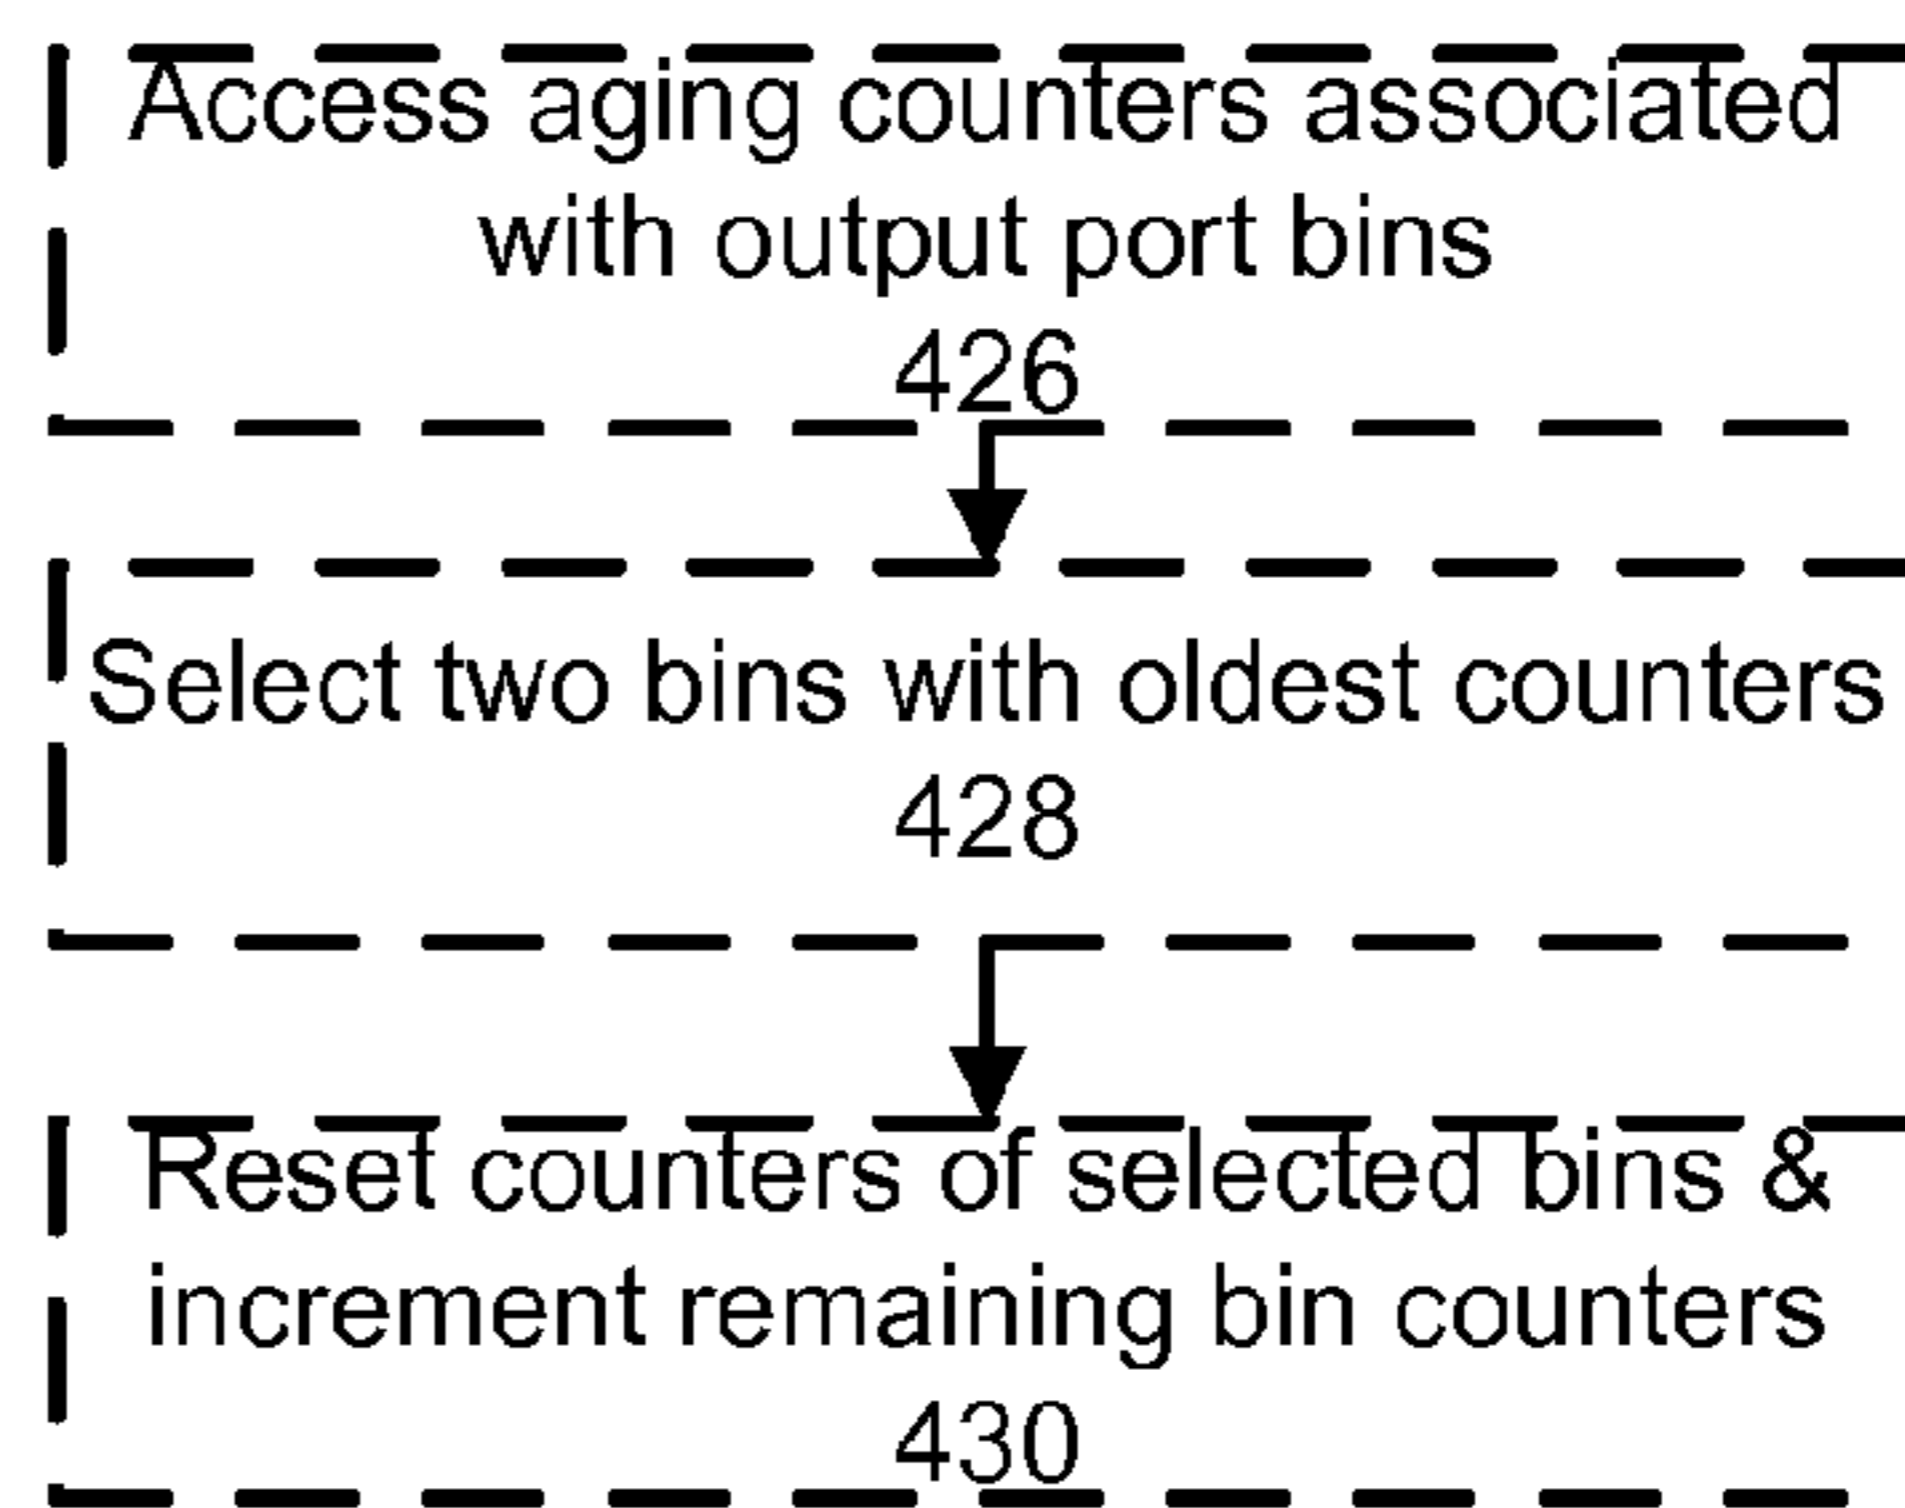 Access aging counters associated
with output port bins
426
Select two bins with oldest counters
428
Reset counters of selected bins &
increment remaining bin counters
430